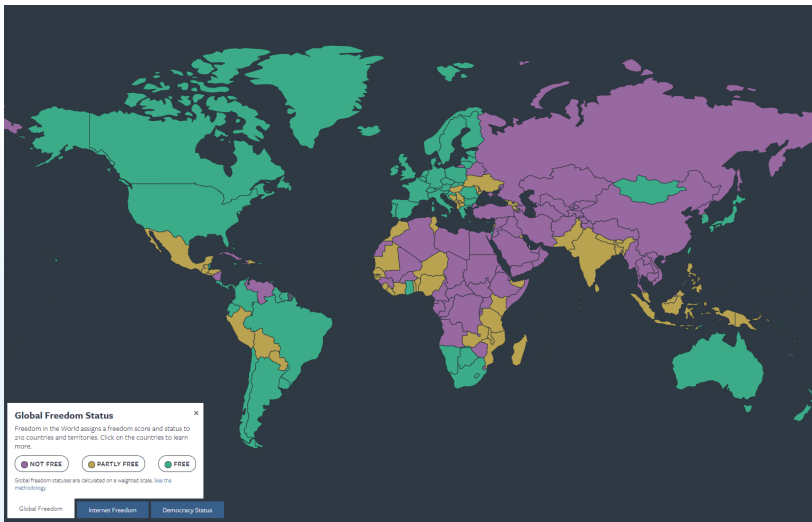 Global Freedom Status
×
Freedom in the World assigns a freedom score and status to
210 countries and territories. Click on the countries to learn
more.
NOT FREE
PARTLY FREE
FREE
Global freedom statuses are calculated on a weighted scale. See the
methodology.
Global Freedom
Internet Freedom
Democracy Status